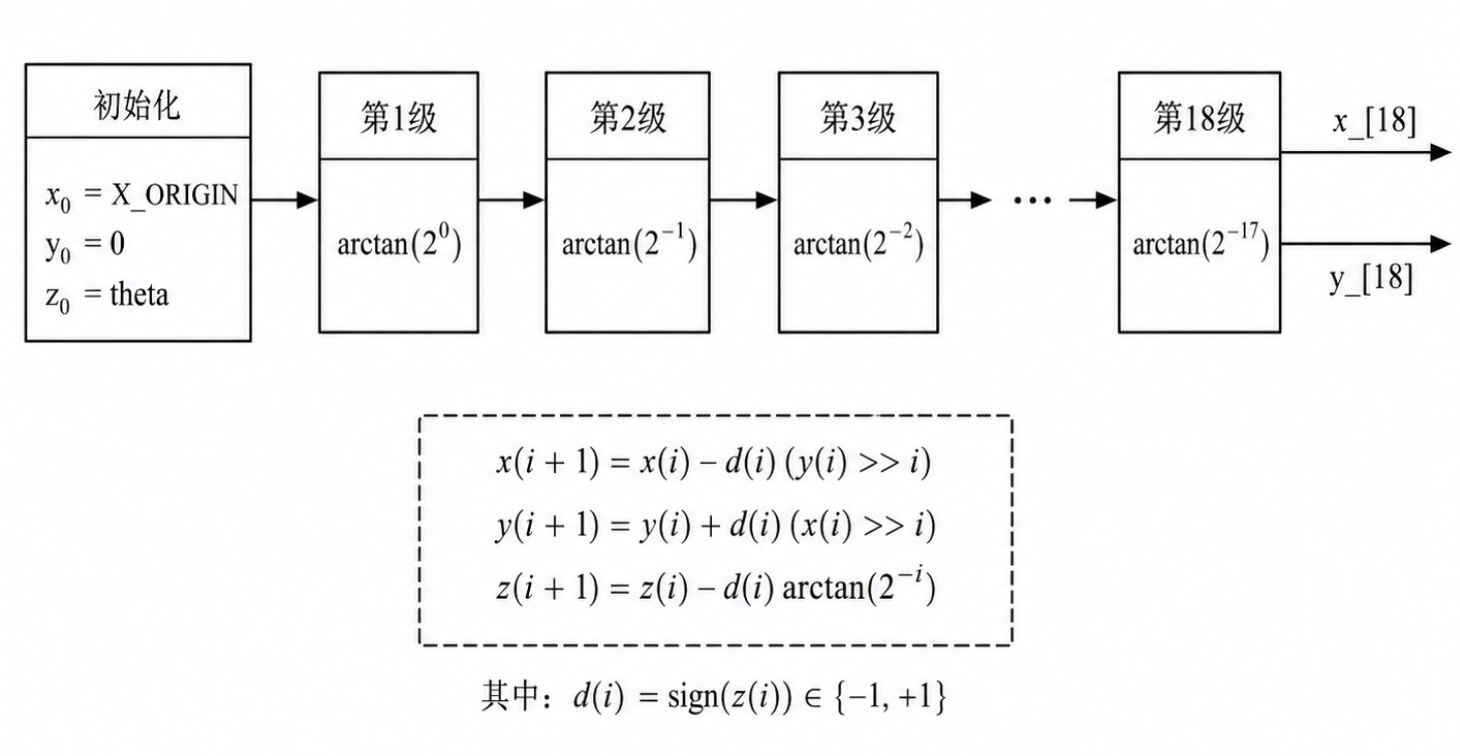 初始化
x₀ = X_ORIGIN
y₀ = 0
z₀ = theta
第1级
arctan(2⁰)
第2级
arctan(2⁻¹)
第3级
arctan(2⁻²)
···
第18级
arctan(2⁻¹⁷)
x_[18]
y_[18]
x(i + 1) = x(i) − d(i) (y(i) >> i)
y(i + 1) = y(i) + d(i) (x(i) >> i)
z(i + 1) = z(i) − d(i) arctan(2⁻ⁱ)
其中：d(i) = sign(z(i)) ∈ {−1, +1}